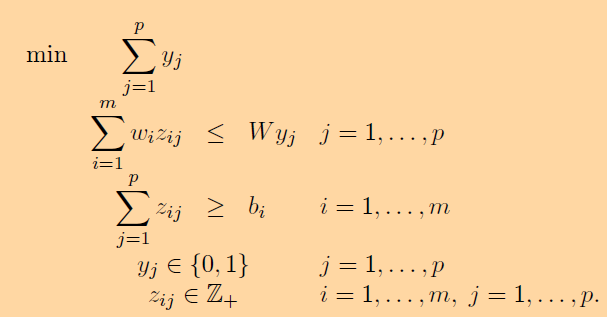 min ∑_{j=1}^{p} y_j
∑_{i=1}^{m} w_i z_{ij} ≤ W y_j j = 1, . . . , p
∑_{j=1}^{p} z_{ij} ≥ b_i i = 1, . . . , m
y_j ∈ {0, 1} j = 1, . . . , p
z_{ij} ∈ ℤ_+ i = 1, . . . , m, j = 1, . . . , p.